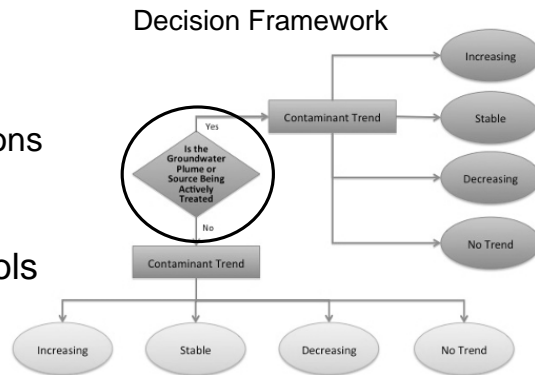 Decision Framework
Increasing
Contaminant Trend
Stable
Yes
Is the
Groundwater
Plume or
Source Being
Actively
Treated
Decreasing
No
No Trend
Contaminant Trend
Increasing
Stable
Decreasing
No Trend